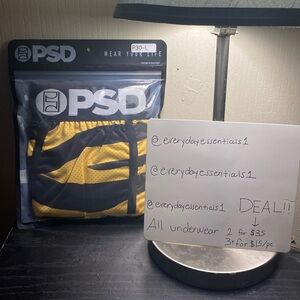 PSD
WEAR YOUR LIFE
P30-L
PSD
@everydayessentials1
@everydayessentials1
@everydayessentials1
DEAL!!
↓
All underwear
2 for $35
3+ for $15/pc